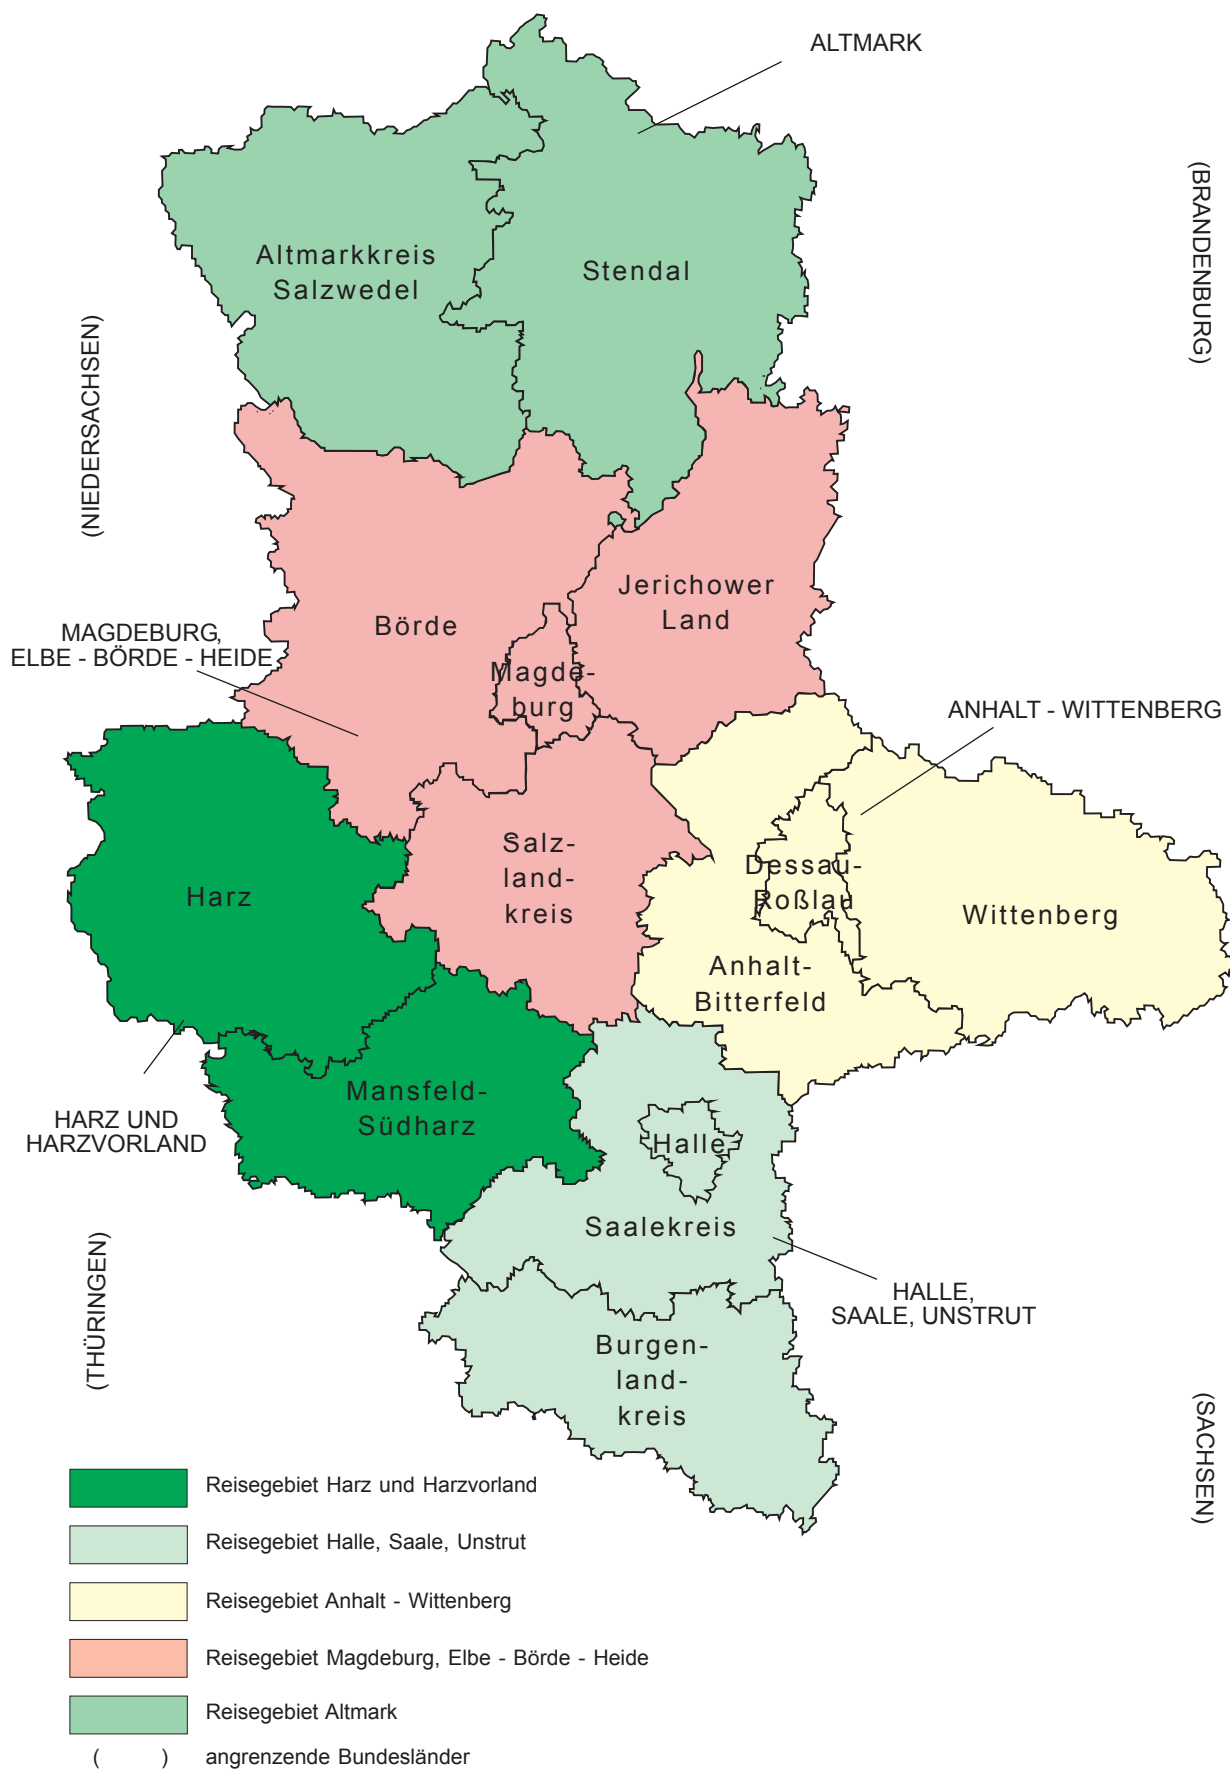 ALTMARK
(BRANDENBURG)
Altmarkkreis
Salzwedel
Stendal
(NIEDERSACHSEN)
Jerichower
Land
Börde
MAGDEBURG,
ELBE - BÖRDE - HEIDE
Magde-
burg
ANHALT - WITTENBERG
Salz-
land-
kreis
Dessau-
Roßlau
Harz
Wittenberg
Anhalt-
Bitterfeld
Mansfeld-
Südharz
HARZ UND
HARZVORLAND
Halle
Saalekreis
(THÜRINGEN)
HALLE,
SAALE, UNSTRUT
Burgen-
land-
kreis
(SACHSEN)
Reisegebiet Harz und Harzvorland
Reisegebiet Halle, Saale, Unstrut
Reisegebiet Anhalt - Wittenberg
Reisegebiet Magdeburg, Elbe - Börde - Heide
Reisegebiet Altmark
( ) angrenzende Bundesländer